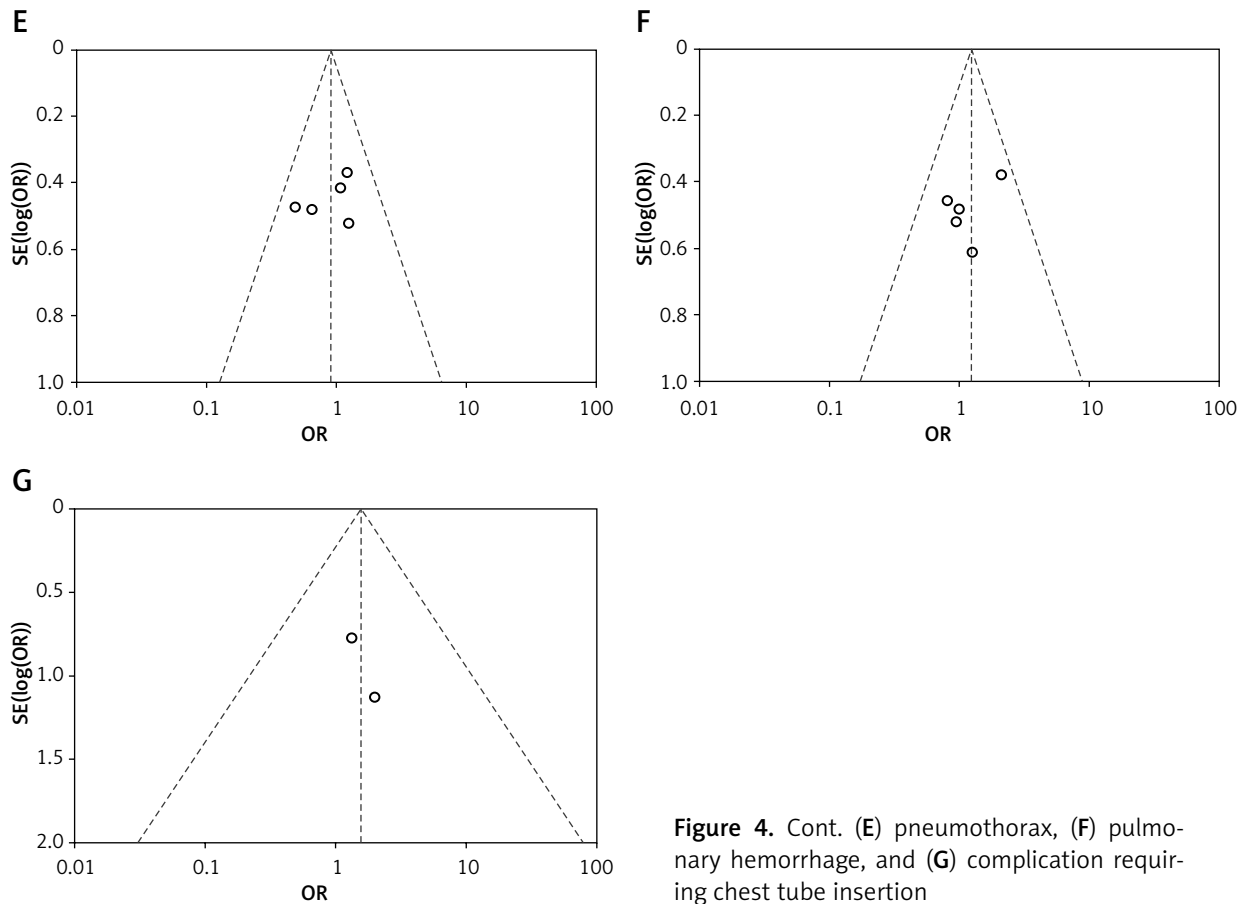 E
SE(log(OR))
0
0.2
0.4
0.6
0.8
1.0
0.01 0.1 1 10 100
OR
F
SE(log(OR))
0
0.2
0.4
0.6
0.8
1.0
0.01 0.1 1 10 100
OR
G
SE(log(OR))
0
0.5
1.0
1.5
2.0
0.01 0.1 1 10 100
OR
Figure 4. Cont. (E) pneumothorax, (F) pulmo-
nary hemorrhage, and (G) complication requir-
ing chest tube insertion